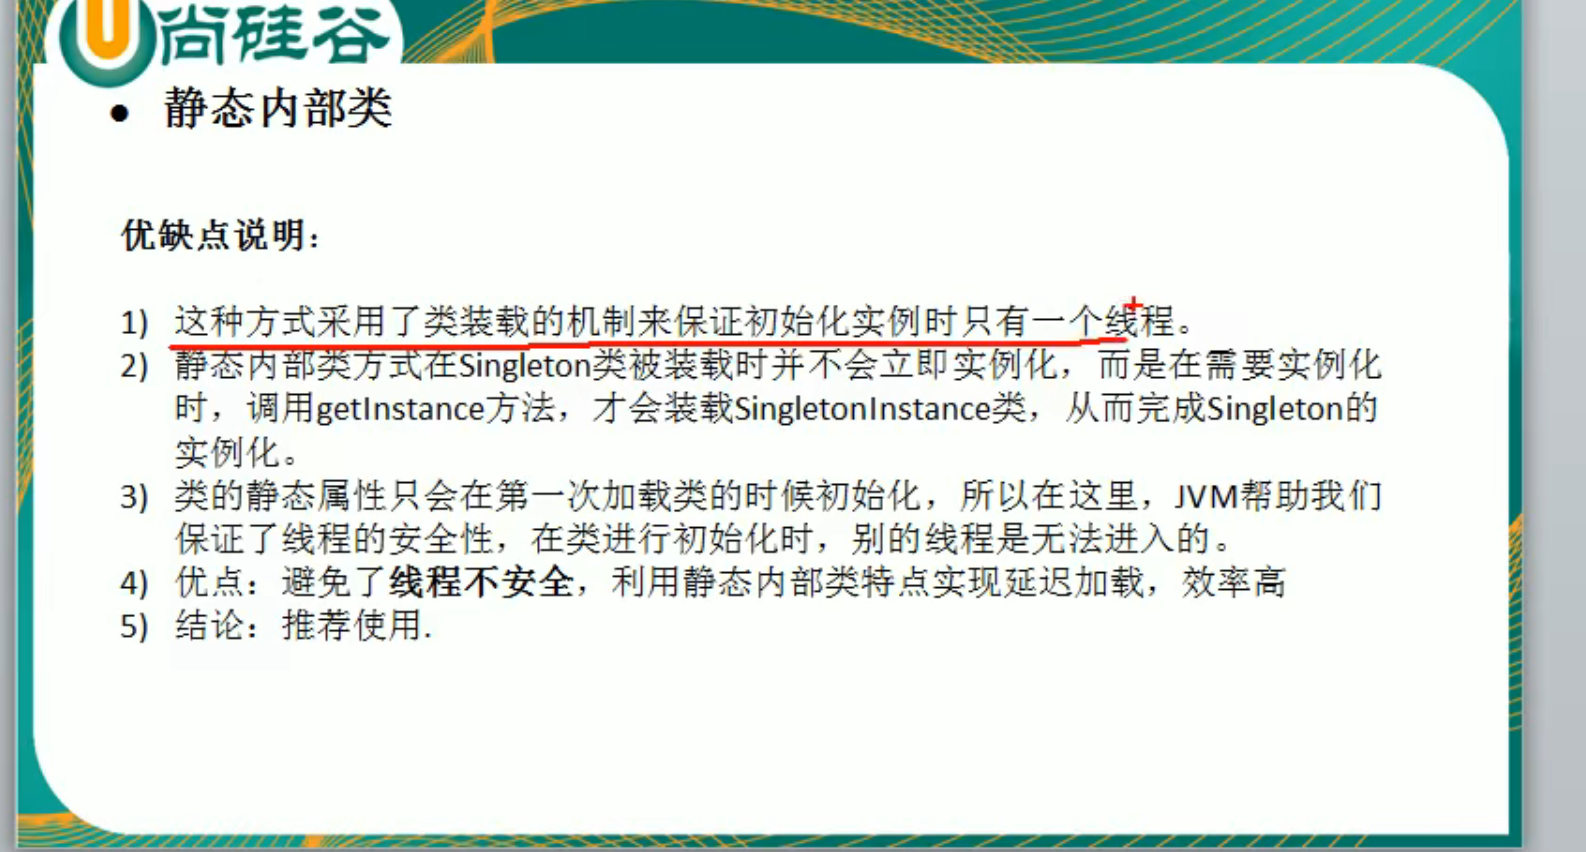 尚硅谷
● 静态内部类
优缺点说明：
1) 这种方式采用了类装载的机制来保证初始化实例时只有一个线程。
2) 静态内部类方式在Singleton类被装载时并不会立即实例化，而是在需要实例化
时，调用getInstance方法，才会装载SingletonInstance类，从而完成Singleton的
实例化。
3) 类的静态属性只会在第一次加载类的时候初始化，所以在这里，JVM帮助我们
保证了线程的安全性，在类进行初始化时，别的线程是无法进入的。
4) 优点：避免了线程不安全，利用静态内部类特点实现延迟加载，效率高
5) 结论：推荐使用.